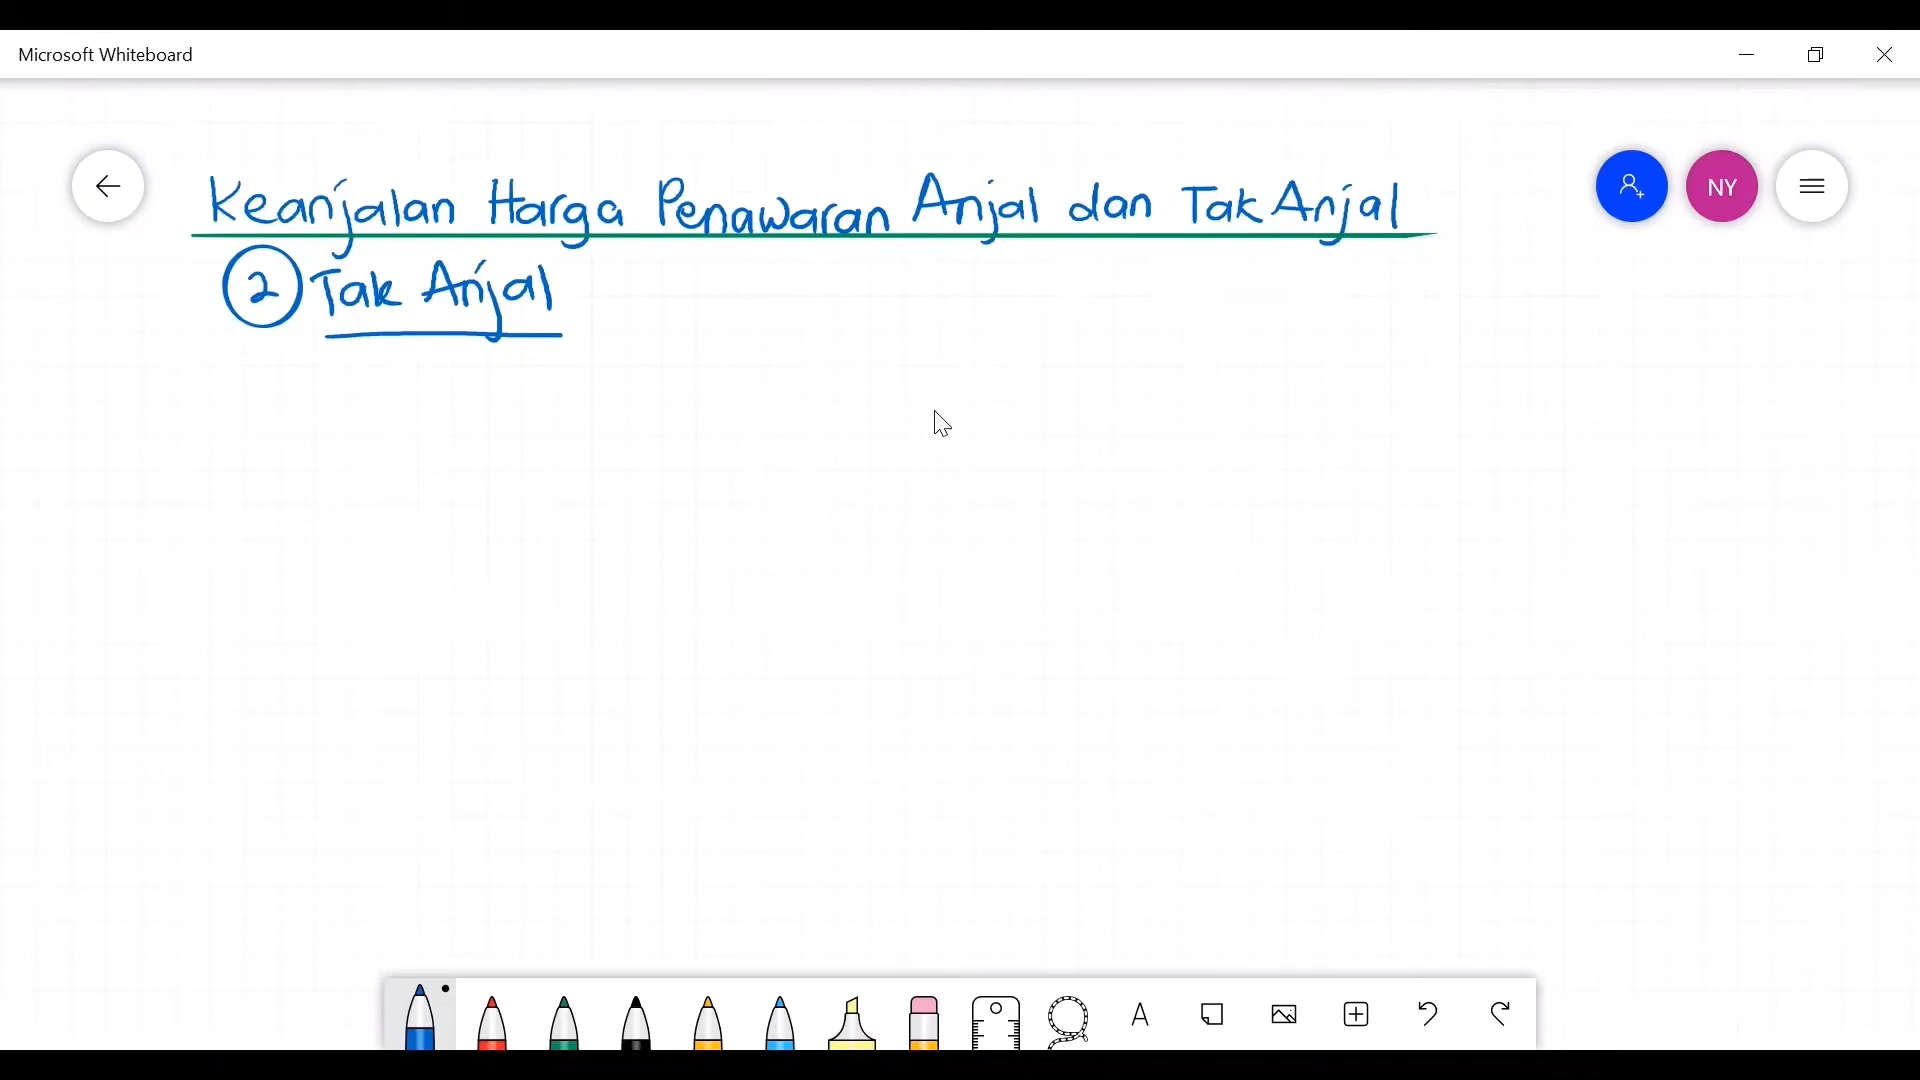 Microsoft Whiteboard
NY
Keanjalan Harga Penawaran Anjal dan Tak Anjal
2 Tak Anjal
A